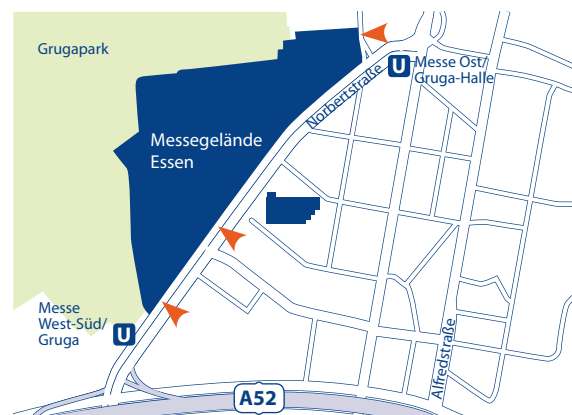 Grugapark
U
Messe Ost/
Gruga-Halle
Norbertstraße
Messegelände
Essen
Messe
West-Süd/
Gruga
U
Alfredstraße
A52